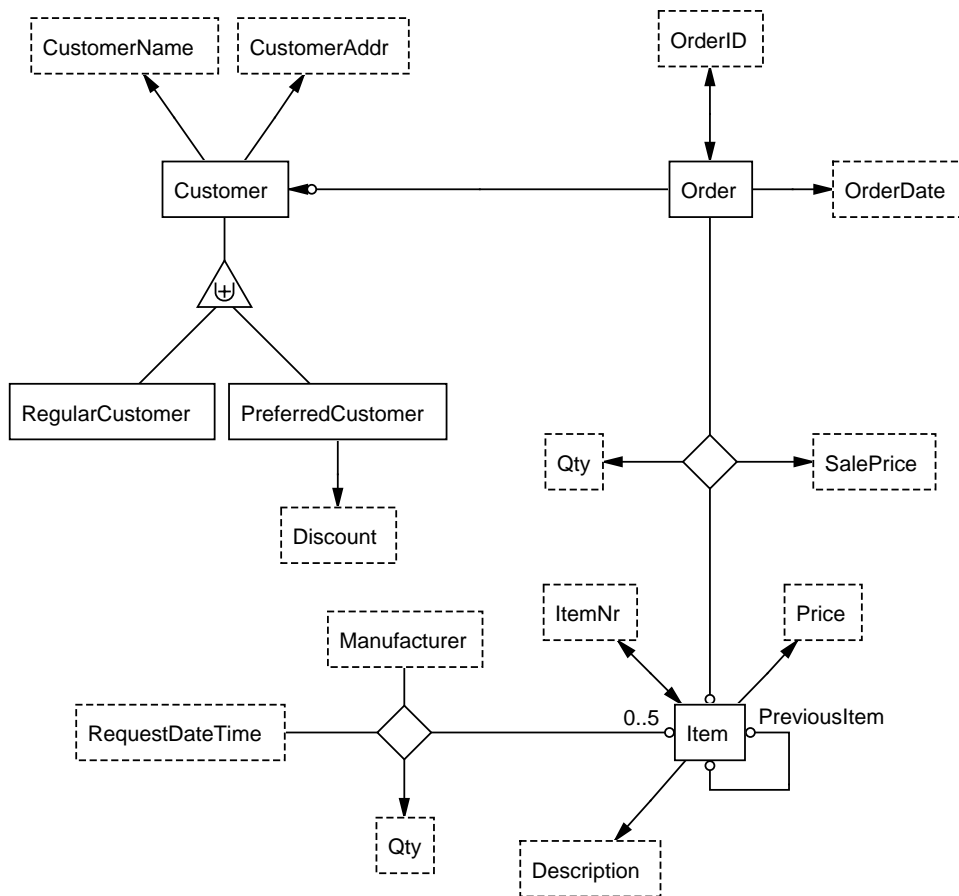 CustomerName
CustomerAddr
OrderID
Customer
Order
OrderDate
RegularCustomer
PreferredCustomer
Qty
SalePrice
Discount
ItemNr
Price
Manufacturer
0..5
PreviousItem
RequestDateTime
Item
Qty
Description